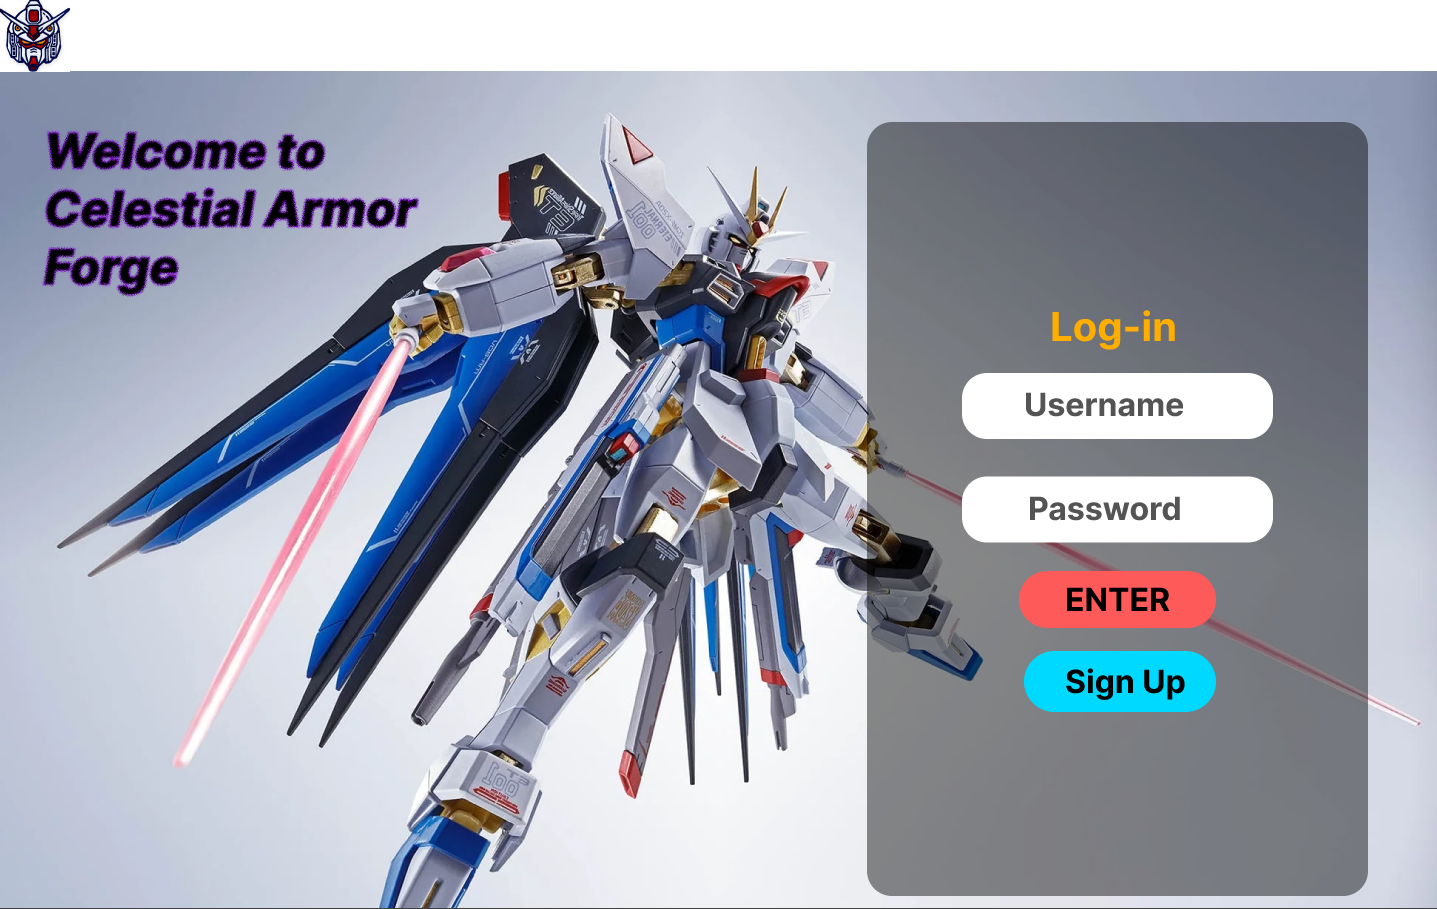 Welcome to
Celestial Armor
Forge
Log-in
Username
Password
ENTER
Sign Up